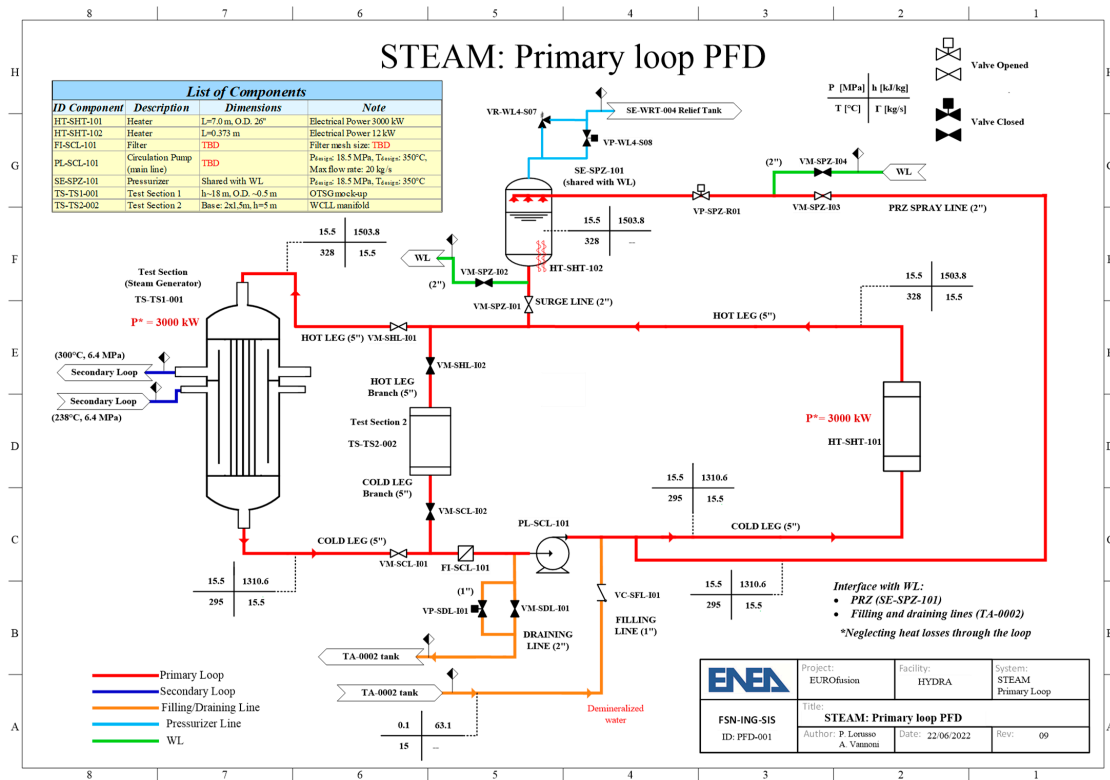 8 7 6 5 4 3 2 1
H
G
F
E
D
C
B
A
STEAM: Primary loop PFD
List of Components
ID Component Description Dimensions Note
HT-SHT-101 Heater L=7.0 m, O.D. 26" Electrical Power 3000 kW
HT-SHT-102 Heater L=0.373 m Electrical Power 12 kW
FI-SCL-101 Filter TBD Filter mesh size: TBD
PL-SCL-101 Circulation Pump (main line) TBD Pdesign: 18.5 MPa, Tdesign: 350°C, Max flow rate: 20 kg/s
SE-SPZ-101 Pressurizer Shared with WL Pdesign: 18.5 MPa, Tdesign: 350°C
TS-TS1-001 Test Section 1 h~18 m, O.D. ~0.5 m OTSG mock-up
TS-TS2-002 Test Section 2 Base: 2x1,5m, h=5 m WCLL manifold
VR-WL4-S07
SE-WRT-004 Relief Tank
VP-WL4-S08
P [MPa] h [kJ/kg]
T [°C] Γ [kg/s]
Valve Opened
Valve Closed
SE-SPZ-101
(shared with WL)
(2")
VM-SPZ-I04
WL
VP-SPZ-R01
VM-SPZ-I03
PRZ SPRAY LINE (2")
15.5 1503.8
328 15.5
15.5 1503.8
328 ...
WL
(2")
VM-SPZ-I02
HT-SHT-102
VM-SPZ-I01
SURGE LINE (2")
15.5 1503.8
328 15.5
Test Section
(Steam Generator)
TS-TS1-001
P* = 3000 kW
HOT LEG (5")
VM-SHL-I01
HOT LEG (5")
(300°C, 6.4 MPa)
Secondary Loop
Secondary Loop
(238°C, 6.4 MPa)
VM-SHL-I02
HOT LEG
Branch (5")
Test Section 2
TS-TS2-002
COLD LEG
Branch (5")
VM-SCL-I02
P* = 3000 kW
HT-SHT-101
15.5 1310.6
295 15.5
PL-SCL-101
COLD LEG (5")
COLD LEG (5")
VM-SCL-I01
FI-SCL-101
15.5 1310.6
295 15.5
15.5 1310.6
295 15.5
(1")
VP-SDL-I01
VM-SDL-I01
DRAINING
LINE (2")
VC-SFL-I01
FILLING
LINE (1")
Interface with WL:
• PRZ (SE-SPZ-101)
• Filling and draining lines (TA-0002)
*Neglecting heat losses through the loop
TA-0002 tank
TA-0002 tank
Demineralized
water
0.1 63.1
15 ...
Primary Loop
Secondary Loop
Filling/Draining Line
Pressurizer Line
WL
ENEA
FSN-ING-SIS
ID: PFD-001
Project:
EUROfusion
Facility:
HYDRA
System:
STEAM
Primary Loop
Title:
STEAM: Primary loop PFD
Author: P. Lorusso
A. Vannoni
Date: 22/06/2022
Rev: 09
8 7 6 5 4 3 2 1